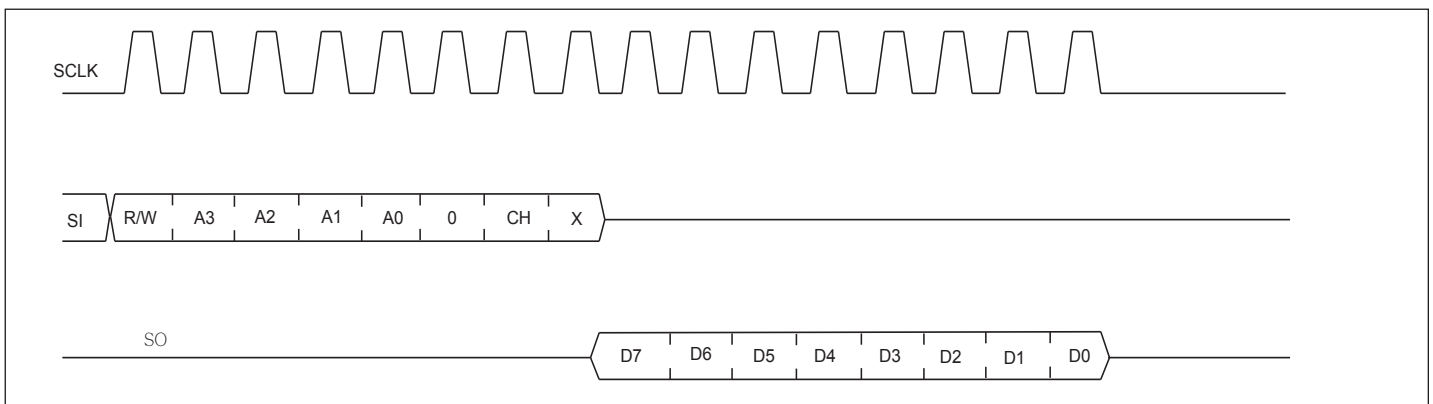 SCLK
SI R/W A3 A2 A1 A0 0 CH X
SO
D7 D6 D5 D4 D3 D2 D1 D0